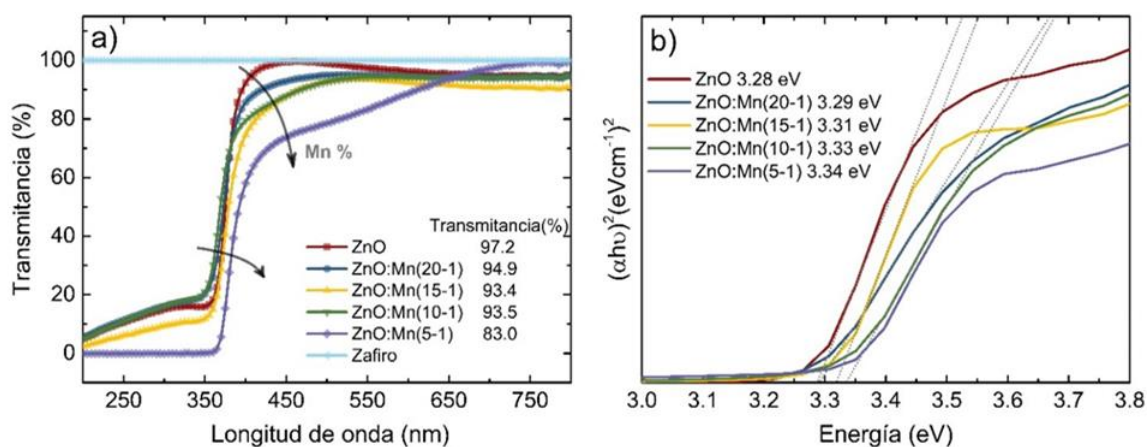 a)
Transmitancia (%)
100
80
60
40
20
0
Mn %
Transmitancia(%)
ZnO 97.2
ZnO:Mn(20-1) 94.9
ZnO:Mn(15-1) 93.4
ZnO:Mn(10-1) 93.5
ZnO:Mn(5-1) 83.0
Zafiro
250 350 450 550 650 750
Longitud de onda (nm)
b)
(αhυ)²(eVcm⁻¹)²
ZnO 3.28 eV
ZnO:Mn(20-1) 3.29 eV
ZnO:Mn(15-1) 3.31 eV
ZnO:Mn(10-1) 3.33 eV
ZnO:Mn(5-1) 3.34 eV
3.0 3.1 3.2 3.3 3.4 3.5 3.6 3.7 3.8
Energía (eV)